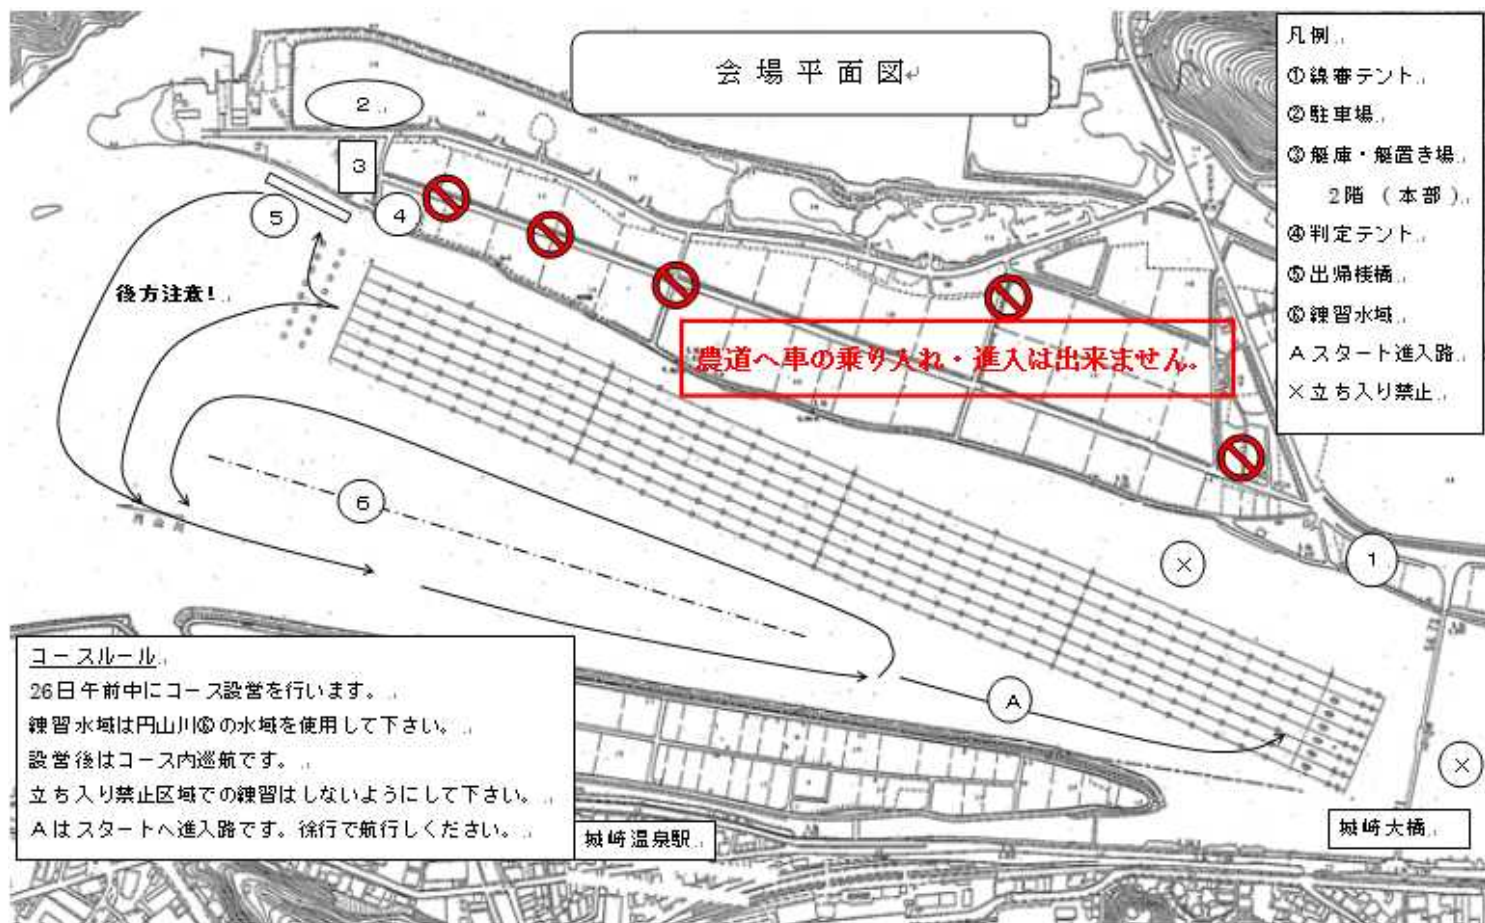 会場平面図
凡例
①線審テント
②駐車場
③艇庫・艇置き場
2階（本部）
④判定テント
⑤出帰桟橋
⑥練習水域
Aスタート進入路
×立ち入り禁止
2
3
5
4
後方注意！
農道へ車の乗り入れ・進入は出来ません。
6
×
1
A
×
コースルール
26日午前中にコース設営を行います。
練習水域は円山川⑥の水域を使用して下さい。
設営後はコース内巡航です。
立ち入り禁止区域での練習はしないようにして下さい。
Aはスタートへ進入路です。徐行で航行しください。
城崎温泉駅
城崎大橋